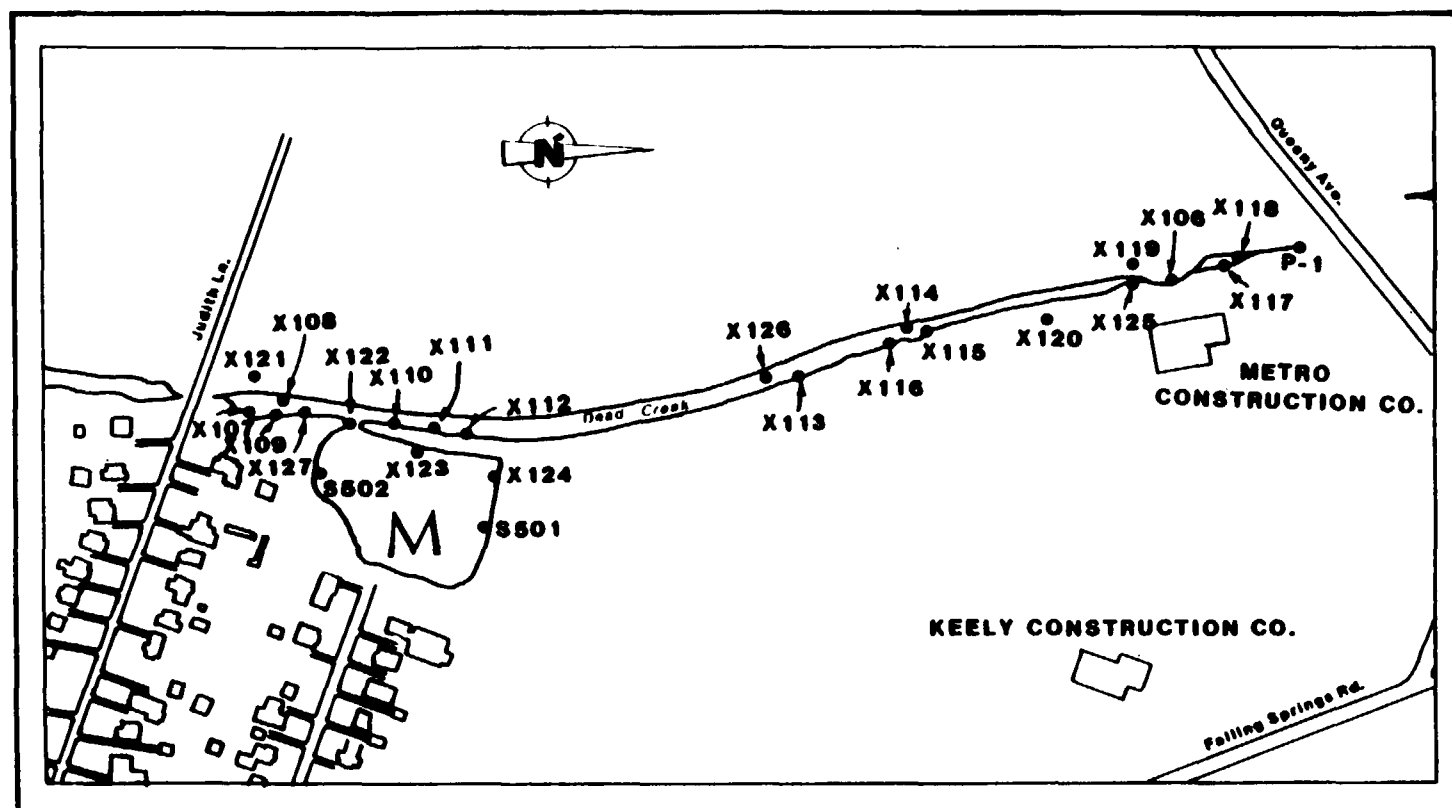 N
Queeny Ave.
Judith La.
X106
X118
X119
P-1
X117
X125
X120
X114
X115
X116
X126
X113
METRO
CONSTRUCTION CO.
X108
X121
X122
X111
X110
X112
Dead Creek
X107
X109
X127
X123
X124
S502
S501
M
KEELY CONSTRUCTION CO.
Falling Springs Rd.